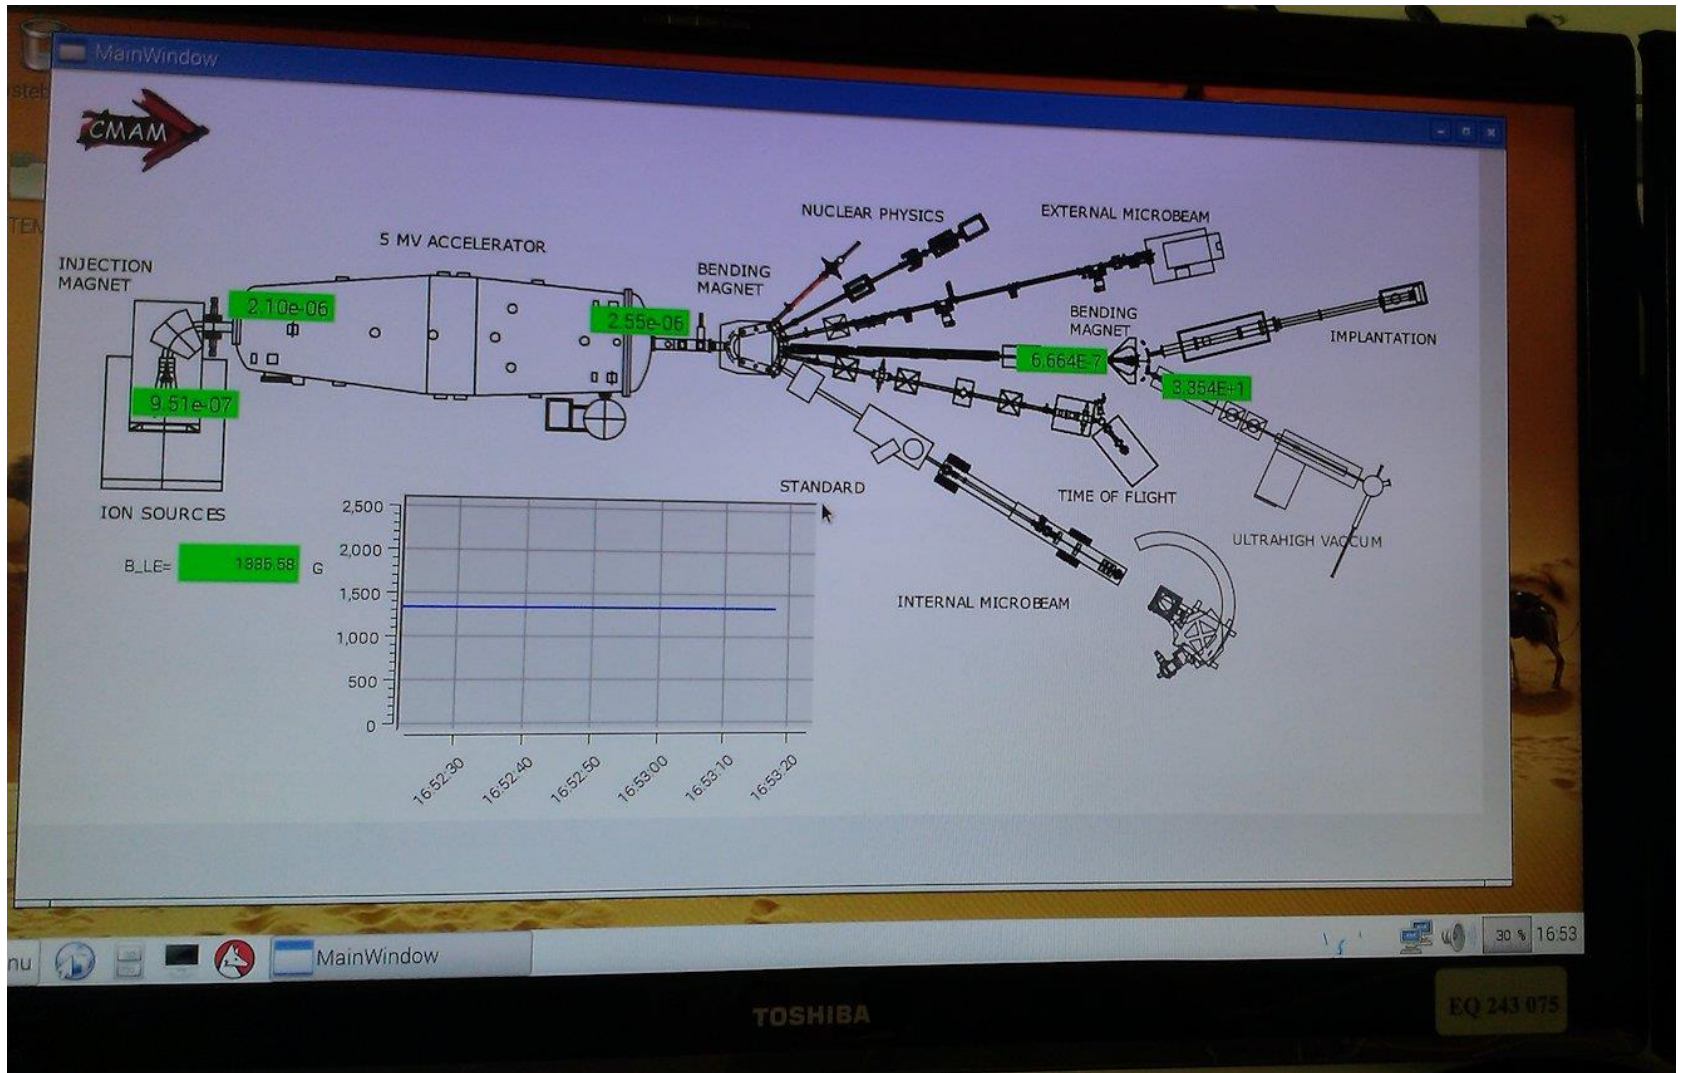 MainWindow
CMAM
NUCLEAR PHYSICS
EXTERNAL MICROBEAM
5 MV ACCELERATOR
INJECTION
MAGNET
BENDING
MAGNET
2.10e-06
2.55e-06
BENDING
MAGNET
IMPLANTATION
6.664E-7
3.354E+1
9.51e-07
STANDARD
TIME OF FLIGHT
ION SOURCES
ULTRAHIGH VACCUM
B_LE=
G
INTERNAL MICROBEAM
2,500
2,000
1,500
1,000
500
0
16:52:30
16:52:40
16:52:50
16:53:00
16:53:10
16:53:20
nu
MainWindow
30 %
16:53
TOSHIBA
EQ 243 075